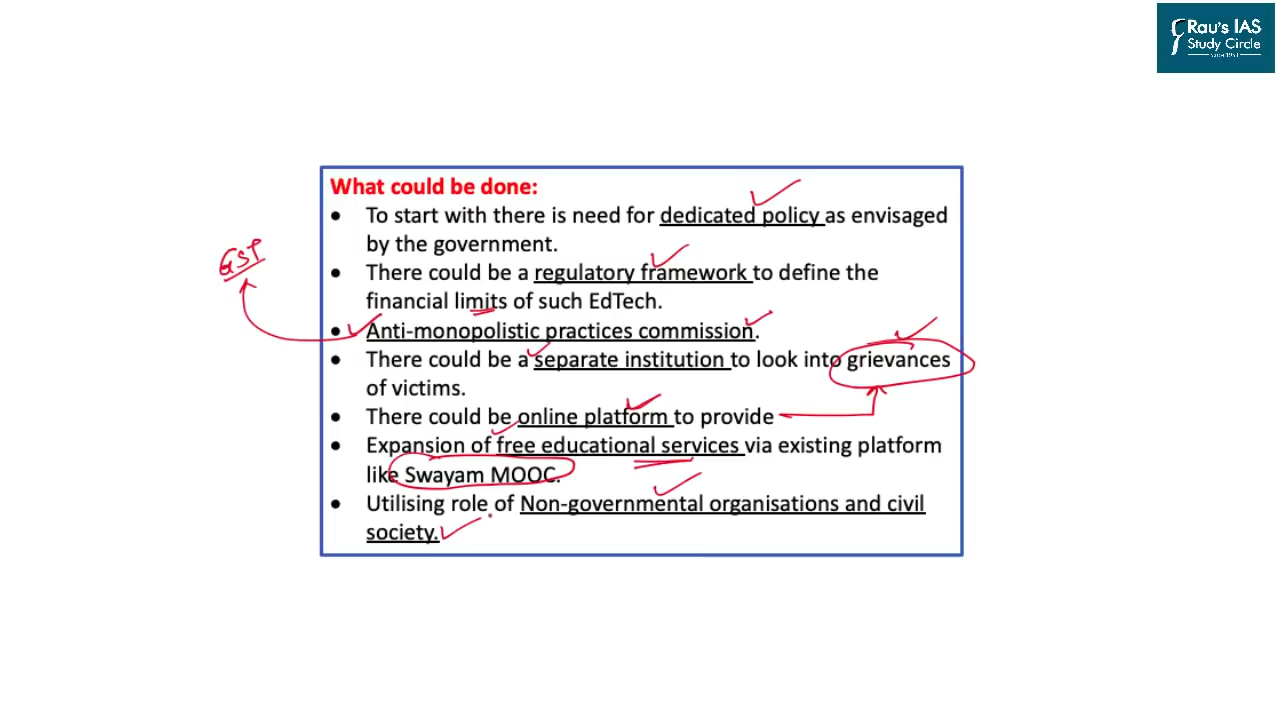 Rau's IAS
Study Circle
since 1953
What could be done:
• To start with there is need for dedicated policy as envisaged
by the government.
• There could be a regulatory framework to define the
financial limits of such EdTech.
GST
• Anti-monopolistic practices commission.
• There could be a separate institution to look into grievances
of victims.
• There could be online platform to provide
• Expansion of free educational services via existing platform
like Swayam MOOC.
• Utilising role of Non-governmental organisations and civil
society.